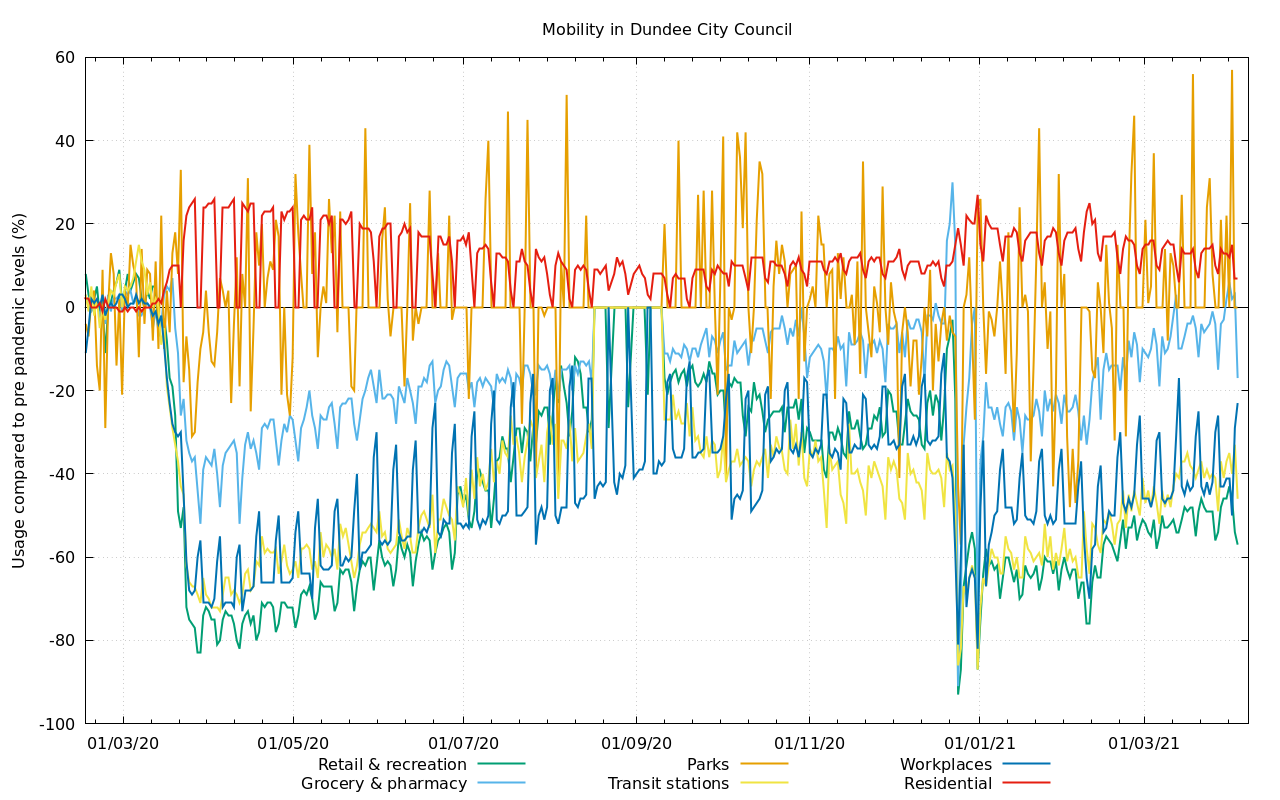 Mobility in Dundee City Council
Usage compared to pre pandemic levels (%)
60
40
20
0
-20
-40
-60
-80
-100
01/03/20 01/05/20 01/07/20 01/09/20 01/11/20 01/01/21 01/03/21
Retail & recreation Parks Workplaces
Grocery & pharmacy Transit stations Residential